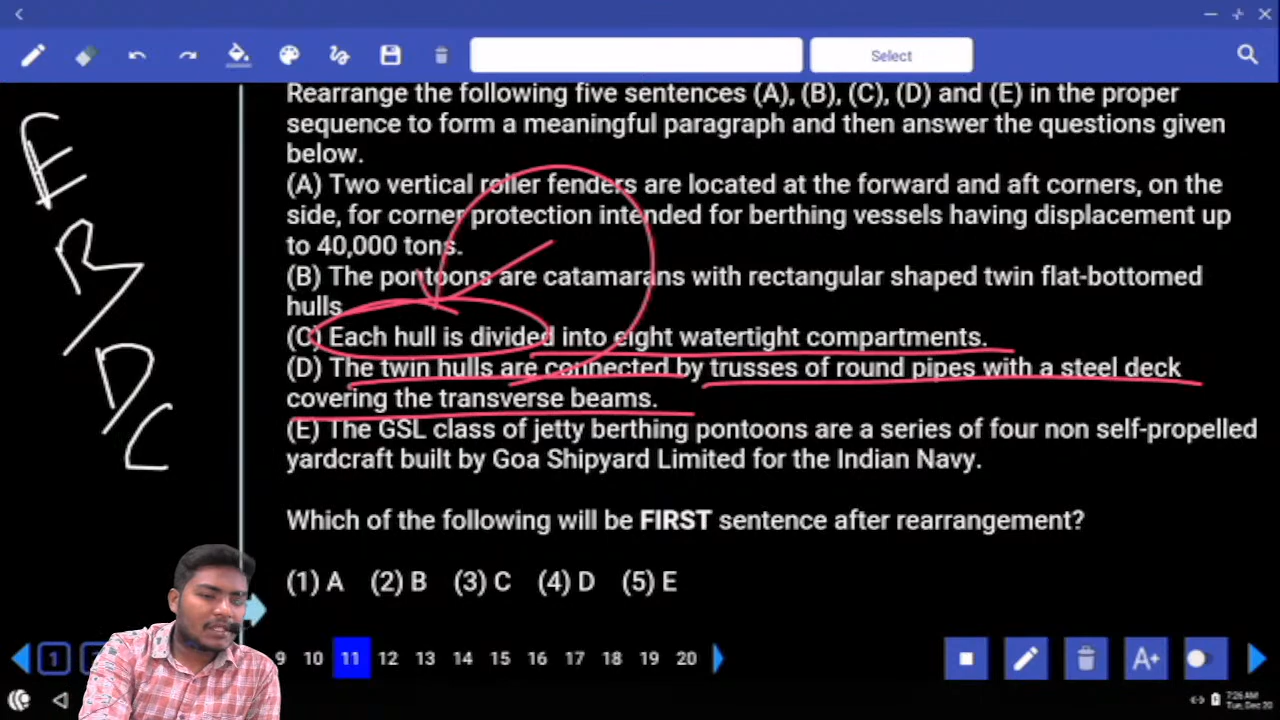 Select
Rearrange the following five sentences (A), (B), (C), (D) and (E) in the proper
sequence to form a meaningful paragraph and then answer the questions given
below.
(A) Two vertical roller fenders are located at the forward and aft corners, on the
side, for corner protection intended for berthing vessels having displacement up
to 40,000 tons.
(B) The pontoons are catamarans with rectangular shaped twin flat-bottomed
hulls
(C) Each hull is divided into eight watertight compartments.
(D) The twin hulls are connected by trusses of round pipes with a steel deck
covering the transverse beams.
(E) The GSL class of jetty berthing pontoons are a series of four non self-propelled
yardcraft built by Goa Shipyard Limited for the Indian Navy.
Which of the following will be FIRST sentence after rearrangement?
(1) A (2) B (3) C (4) D (5) E
E
B
D
C
1 9 10 11 12 13 14 15 16 17 18 19 20
A+
7:26 AM
Tue, Dec 20